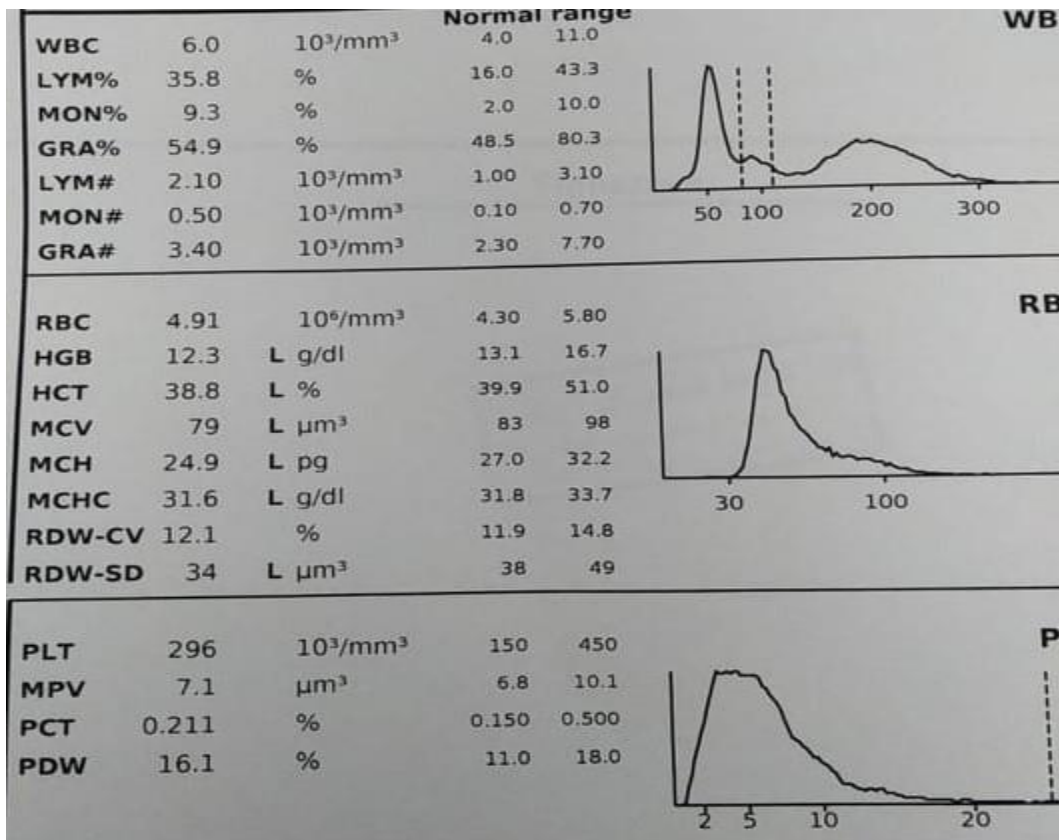 Normal range
WBC 6.0 10³/mm³ 4.0 11.0
LYM% 35.8 % 16.0 43.3
MON% 9.3 % 2.0 10.0
GRA% 54.9 % 48.5 80.3
LYM# 2.10 10³/mm³ 1.00 3.10
MON# 0.50 10³/mm³ 0.10 0.70
GRA# 3.40 10³/mm³ 2.30 7.70
WB
50 100 200 300
RBC 4.91 10⁶/mm³ 4.30 5.80
HGB 12.3 L g/dl 13.1 16.7
HCT 38.8 L % 39.9 51.0
MCV 79 L µm³ 83 98
MCH 24.9 L pg 27.0 32.2
MCHC 31.6 L g/dl 31.8 33.7
RDW-CV 12.1 % 11.9 14.8
RDW-SD 34 L µm³ 38 49
RB
30 100
PLT 296 10³/mm³ 150 450
MPV 7.1 µm³ 6.8 10.1
PCT 0.211 % 0.150 0.500
PDW 16.1 % 11.0 18.0
P
2 5 10 20